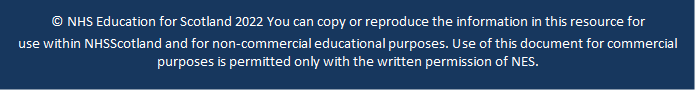 © NHS Education for Scotland 2022 You can copy or reproduce the information in this resource for
use within NHSScotland and for non-commercial educational purposes. Use of this document for commercial
purposes is permitted only with the written permission of NES.